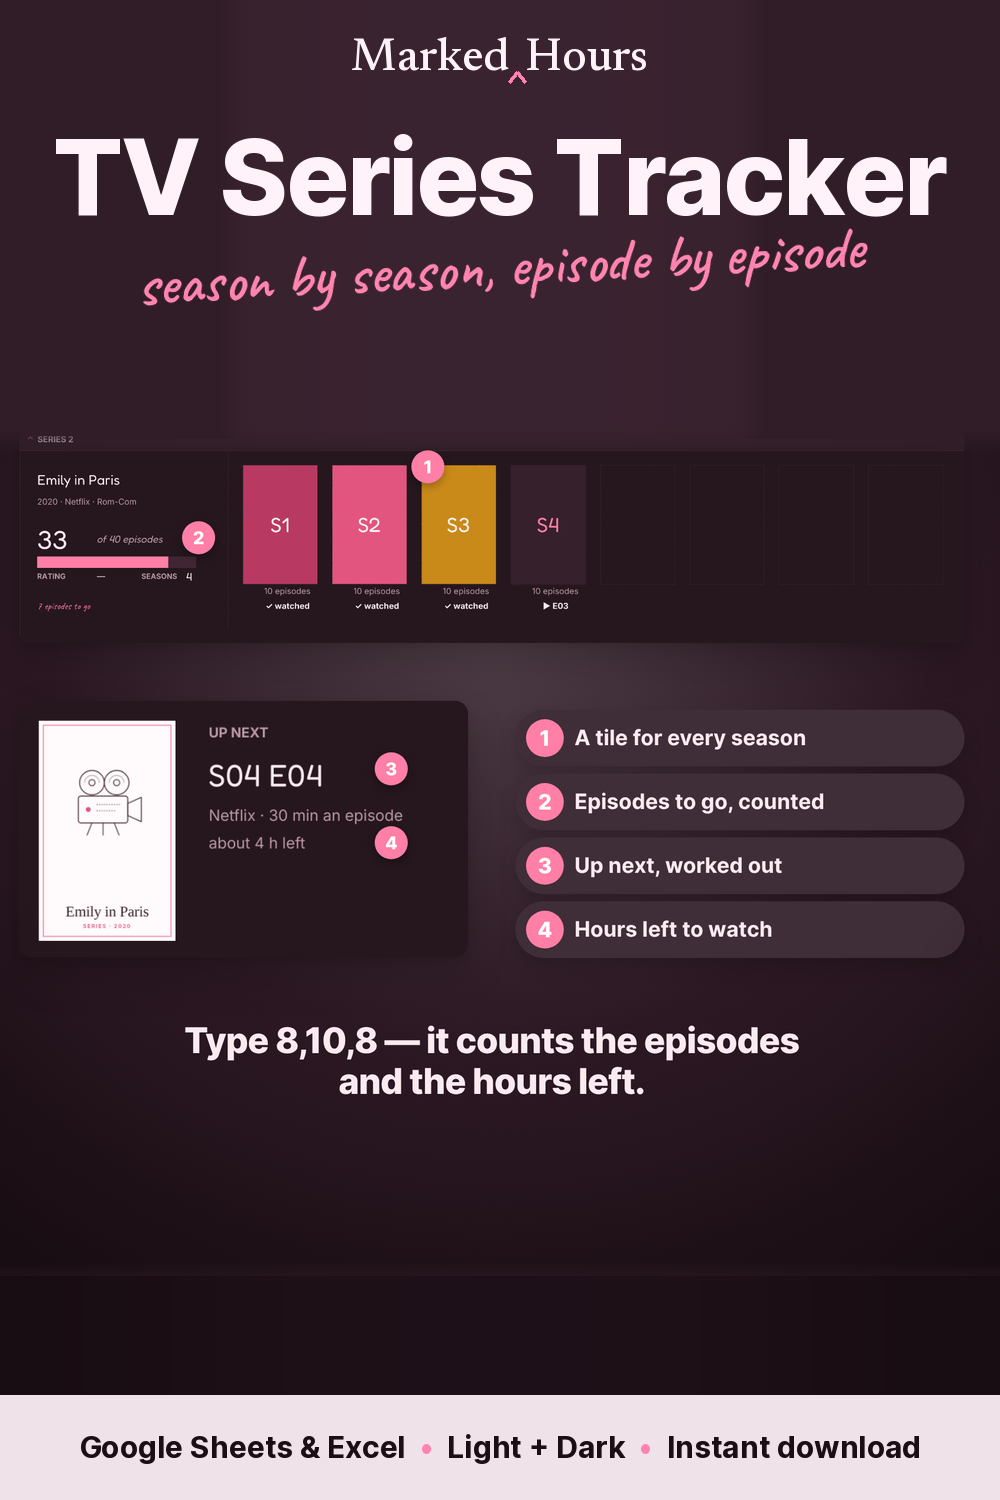 Marked Hours
TV Series Tracker
season by season, episode by episode
SERIES 2
Emily in Paris
2020 · Netflix · Rom-Com
33 of 40 episodes
2
RATING — SEASONS 4
7 episodes to go
1
S1 S2 S3 S4
10 episodes 10 episodes 10 episodes 10 episodes
✓ watched ✓ watched ✓ watched ▶ E03
UP NEXT
S04 E04
3
Netflix · 30 min an episode
about 4 h left
4
Emily in Paris
SERIES · 2020
1 A tile for every season
2 Episodes to go, counted
3 Up next, worked out
4 Hours left to watch
Type 8,10,8 — it counts the episodes
and the hours left.
Google Sheets & Excel • Light + Dark • Instant download